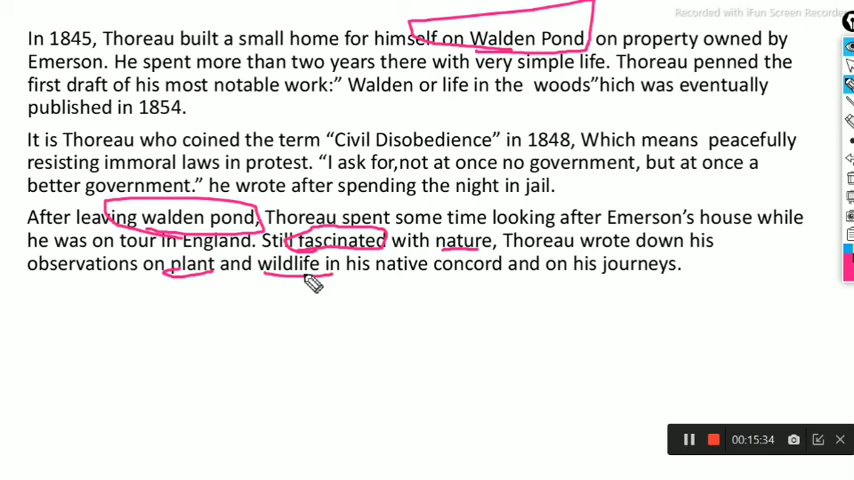 Recorded with iFun Screen Recorder
In 1845, Thoreau built a small home for himself on Walden Pond, on property owned by
Emerson. He spent more than two years there with very simple life. Thoreau penned the
first draft of his most notable work:” Walden or life in the woods”hich was eventually
published in 1854.
It is Thoreau who coined the term “Civil Disobedience” in 1848, Which means peacefully
resisting immoral laws in protest. “I ask for,not at once no government, but at once a
better government.” he wrote after spending the night in jail.
After leaving walden pond, Thoreau spent some time looking after Emerson’s house while
he was on tour in England. Still fascinated with nature, Thoreau wrote down his
observations on plant and wildlife in his native concord and on his journeys.
00:15:34